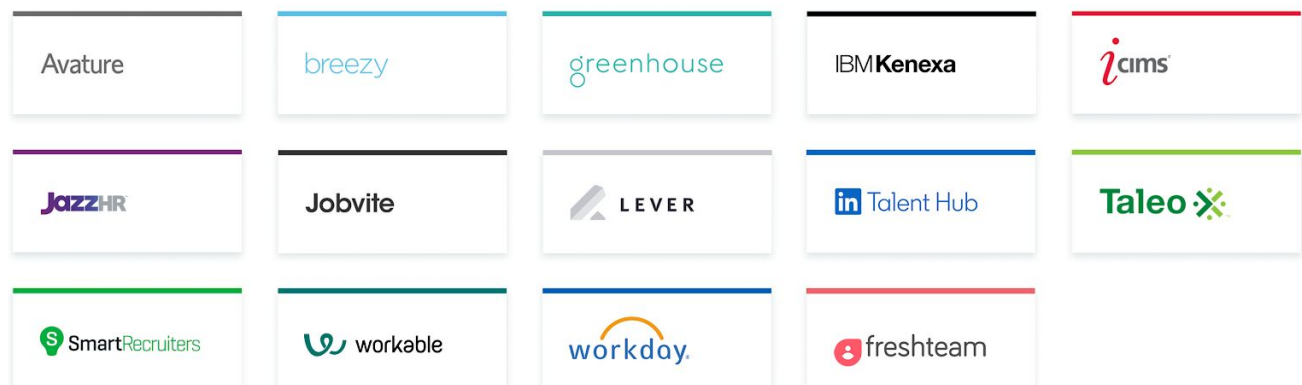 Avature
breezy
greenhouse
IBM Kenexa
icims
JazzHR
Jobvite
LEVER
in Talent Hub
Taleo
S SmartRecruiters
workable
workday.
freshteam